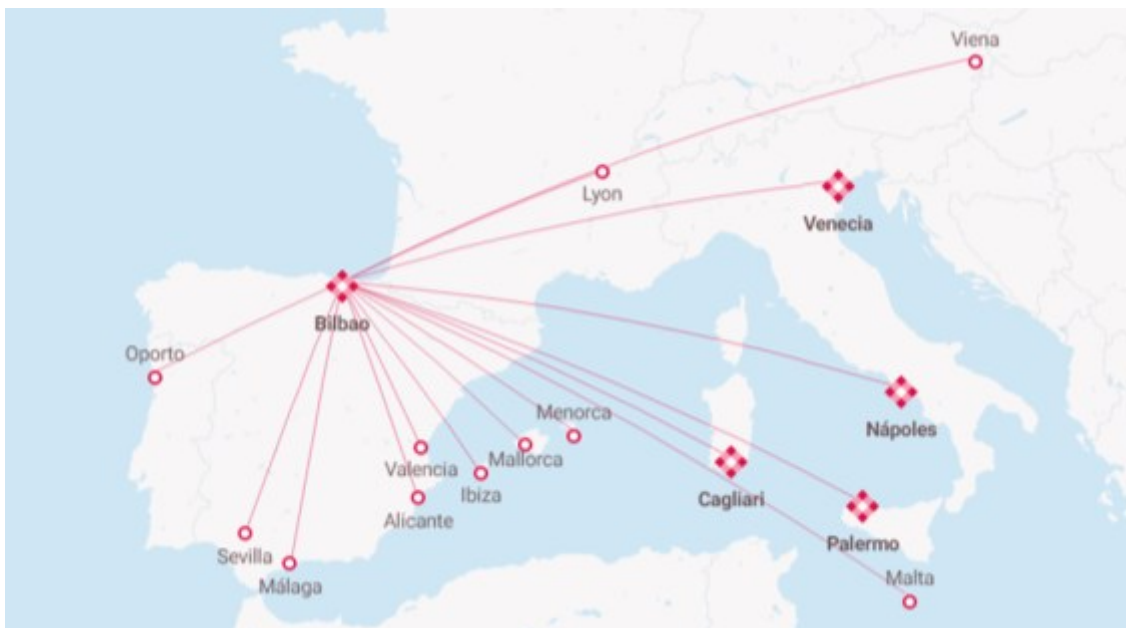 Viena
Lyon
Venecia
Bilbao
Oporto
Menorca
Nápoles
Valencia
Mallorca
Ibiza
Cagliari
Alicante
Palermo
Sevilla
Málaga
Malta